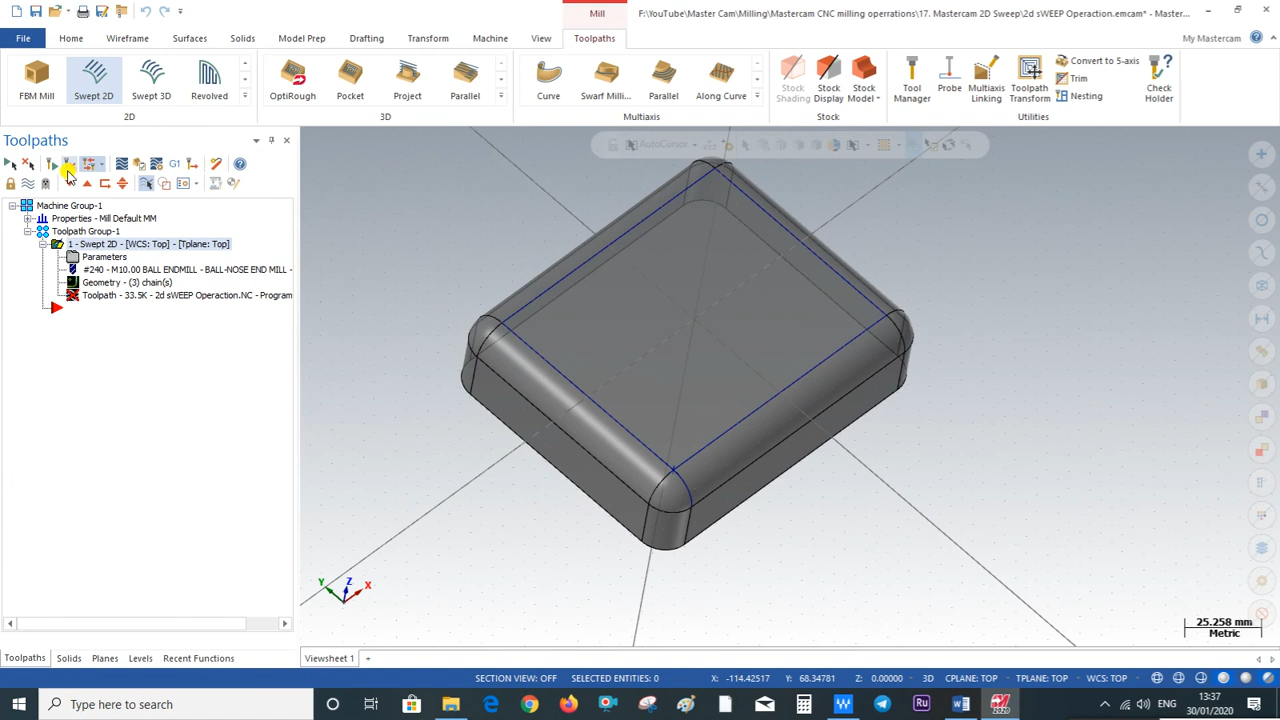 Mill
F:\YouTube\Master Cam\Milling\Mastercam CNC milling operrations\17. Mastercam 2D Sweep\2d sWEEP Operaction.emcam* - Master...
File
Home
Wireframe
Surfaces
Solids
Model Prep
Drafting
Transform
Machine
View
Toolpaths
My Mastercam
FBM Mill
Swept 2D
Swept 3D
Revolved
OptiRough
Pocket
Project
Parallel
Curve
Swarf Milli...
Parallel
Along Curve
Stock Shading
Stock Display
Stock Model
Tool Manager
Probe
Multiaxis Linking
Toolpath Transform
Convert to 5-axis
Trim
Nesting
Check Holder
2D
3D
Multiaxis
Stock
Utilities
Toolpaths
G1
AutoCursor
Machine Group-1
Properties - Mill Default MM
Toolpath Group-1
1 - Swept 2D - [WCS: Top] - [Tplane: Top]
Parameters
#240 - M10.00 BALL ENDMILL - BALL-NOSE END MILL -
Geometry - (3) chain(s)
Toolpath - 33.5K - 2d sWEEP Operation.NC - Program
Z
Y
X
25.258 mm
Metric
Toolpaths
Solids
Planes
Levels
Recent Functions
Viewsheet 1
+
SECTION VIEW: OFF
SELECTED ENTITIES: 0
X: -114.42517
Y: 68.34781
Z: 0.00000
3D
CPLANE: TOP
TPLANE: TOP
WCS: TOP
Type here to search
W
Ru
2020
ENG
13:37
30/01/2020